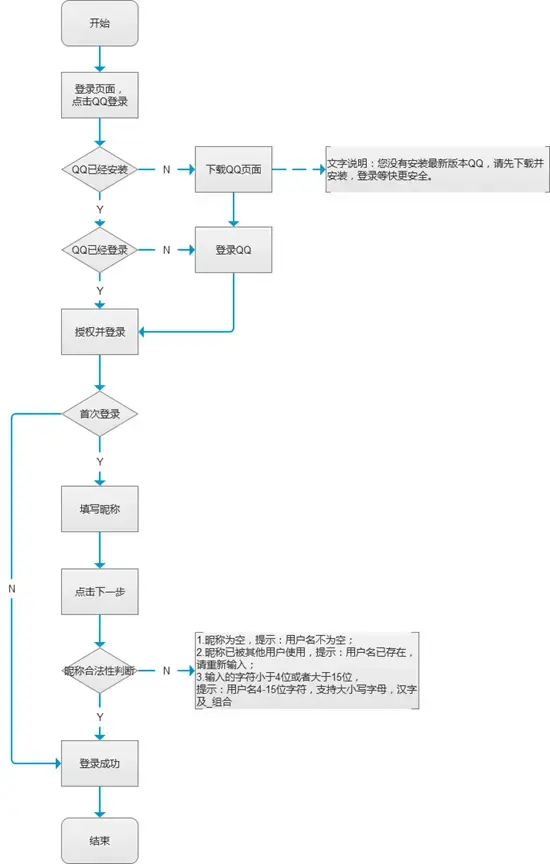 开始
登录页面，
点击QQ登录
QQ已经安装
N
下载QQ页面
文字说明：您没有安装最新版本QQ，请先下载并
安装，登录等快更安全。
Y
QQ已经登录
N
登录QQ
Y
授权并登录
首次登录
Y
填写昵称
N
点击下一步
1.昵称为空，提示：用户名不为空；
2.昵称已被其他用户使用，提示：用户名已存在，
请重新输入；
3.输入的字符小于4位或者大于15位，
提示：用户名4-15位字符，支持大小写字母，汉字
及_组合
昵称合法性判断
N
Y
登录成功
结束